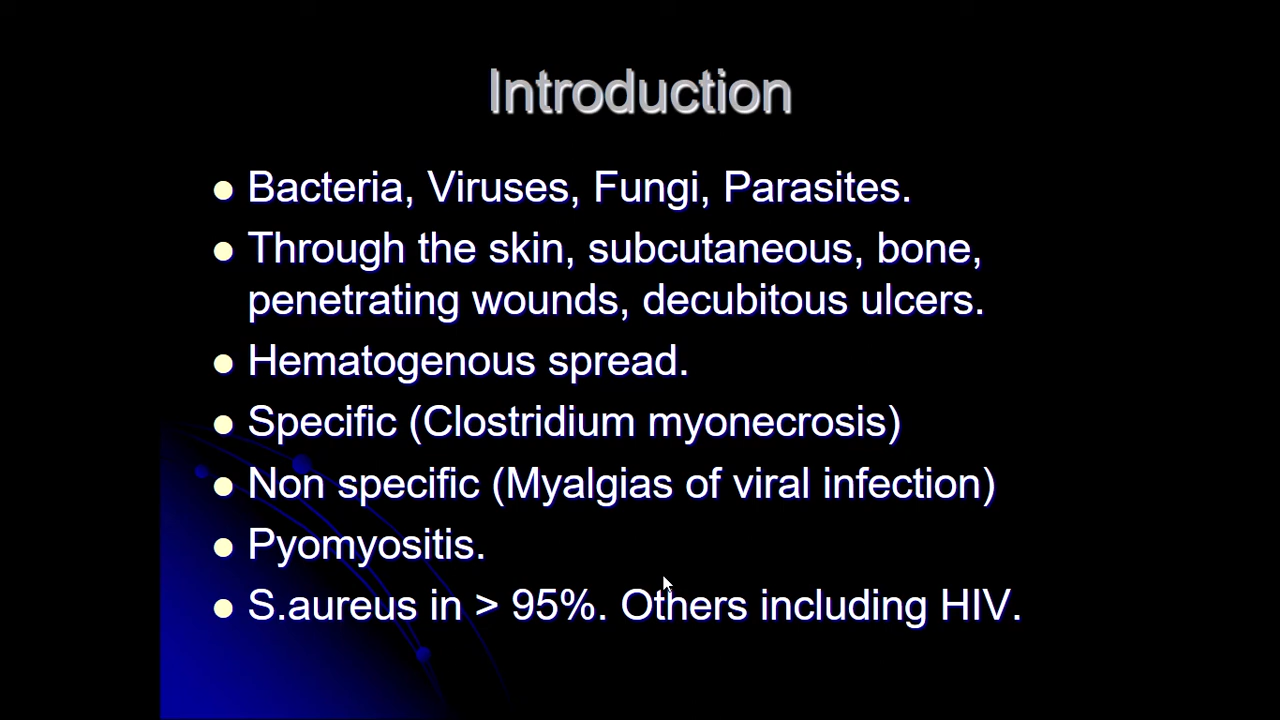 Introduction
Bacteria, Viruses, Fungi, Parasites.
Through the skin, subcutaneous, bone,
penetrating wounds, decubitous ulcers.
Hematogenous spread.
Specific (Clostridium myonecrosis)
Non specific (Myalgias of viral infection)
Pyomyositis.
S.aureus in > 95%. Others including HIV.